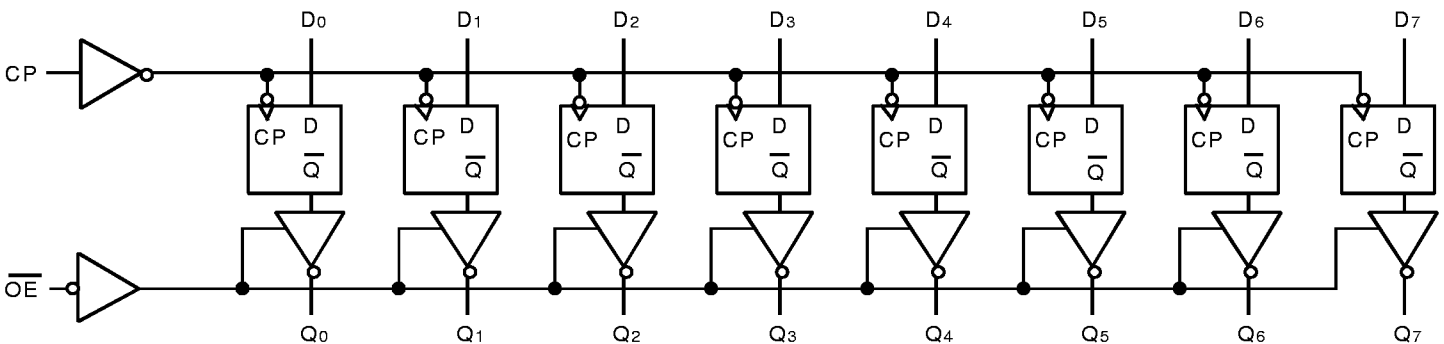 D0 D1 D2 D3 D4 D5 D6 D7
CP
CP D CP D CP D CP D CP D CP D CP D CP D
Q̅ Q̅ Q̅ Q̅ Q̅ Q̅ Q̅ Q̅
O̅E̅
Q0 Q1 Q2 Q3 Q4 Q5 Q6 Q7